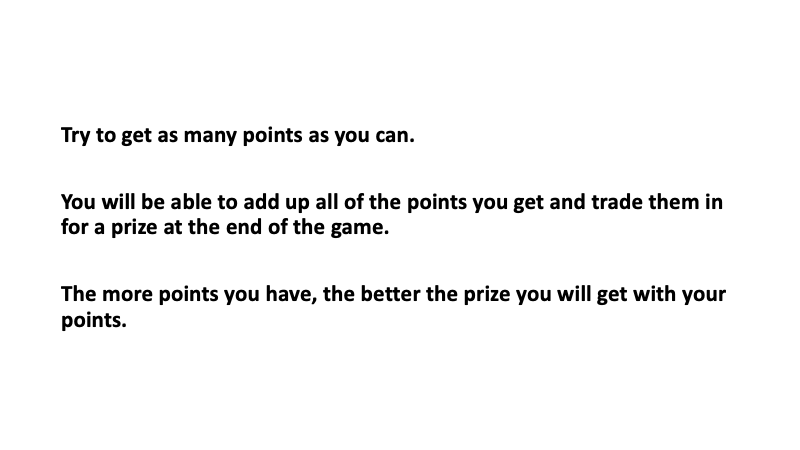 Try to get as many points as you can.
You will be able to add up all of the points you get and trade them in
for a prize at the end of the game.
The more points you have, the better the prize you will get with your
points.